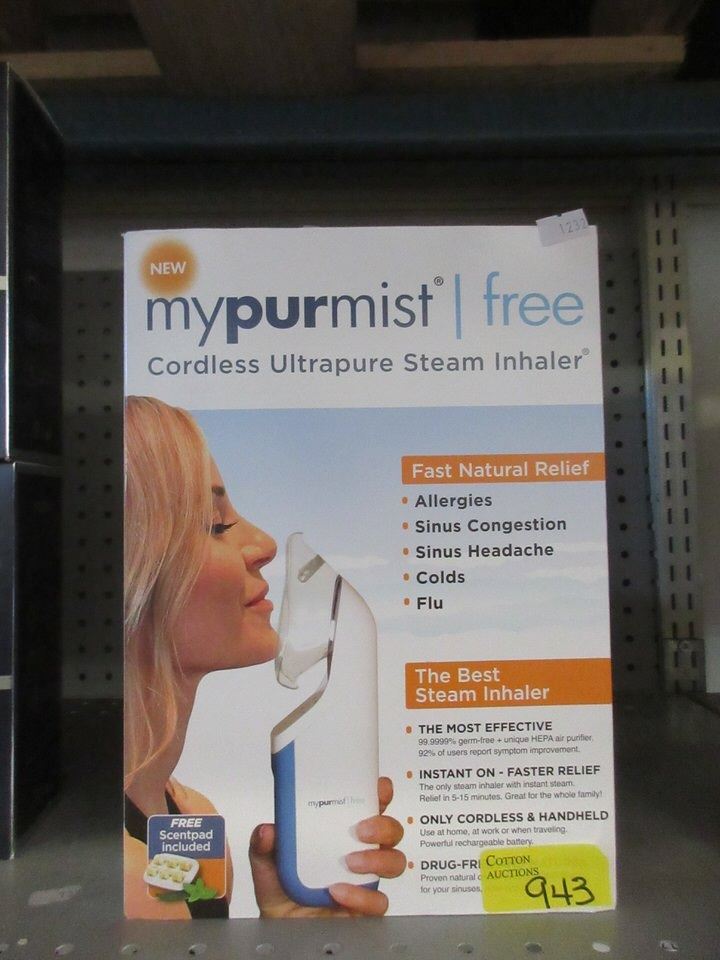 1232
NEW
mypurmist® | free
Cordless Ultrapure Steam Inhaler®
Fast Natural Relief
• Allergies
• Sinus Congestion
• Sinus Headache
• Colds
• Flu
The Best
Steam Inhaler
• THE MOST EFFECTIVE
99.9999% germ-free + unique HEPA air purifier.
92% of users report symptom improvement.
• INSTANT ON - FASTER RELIEF
The only steam inhaler with instant steam.
Relief in 5-15 minutes. Great for the whole family!
• ONLY CORDLESS & HANDHELD
Use at home, at work or when traveling.
Powerful rechargeable battery.
• DRUG-FR
Proven natural
for your sinuses,
mypurmist | free
FREE
Scentpad
included
COTTON
AUCTIONS
943